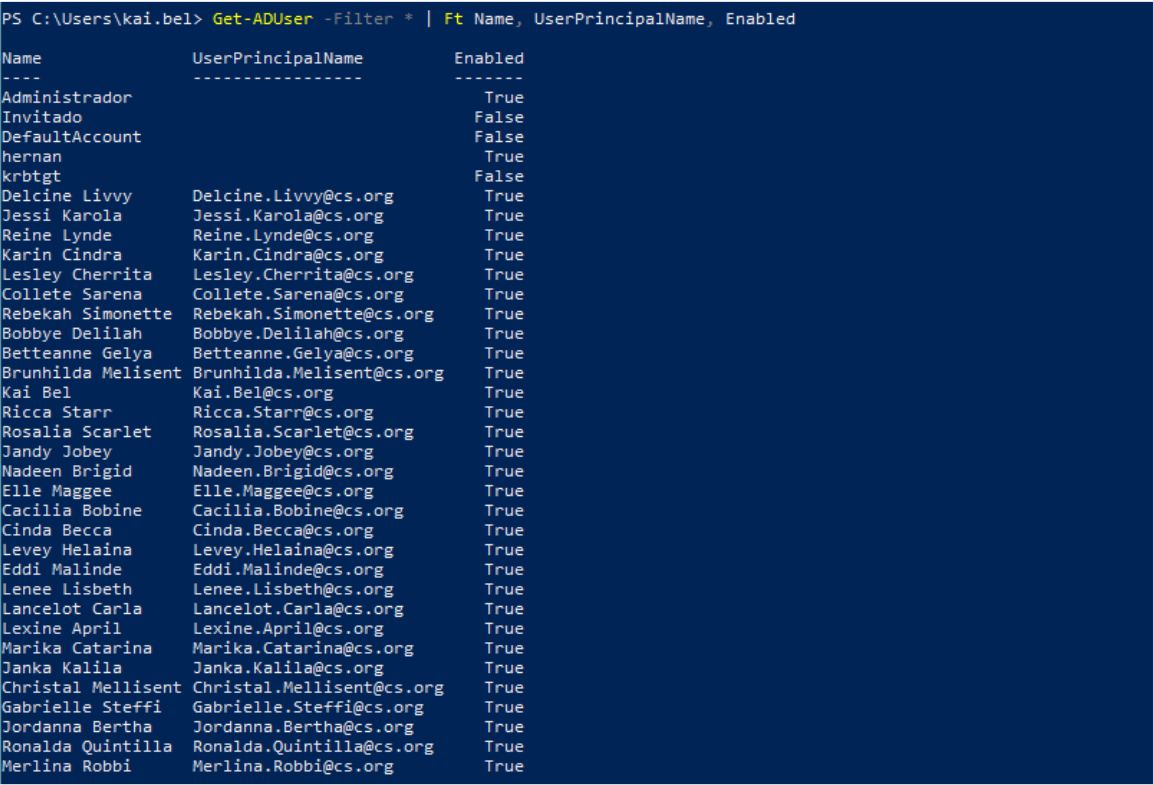 PS C:\Users\kai.bel> Get-ADUser -Filter * | Ft Name, UserPrincipalName, Enabled
Name UserPrincipalName Enabled
---- ----------------- -------
Administrador True
Invitado False
DefaultAccount False
hernan True
krbtgt False
Delcine Livvy Delcine.Livvy@cs.org True
Jessi Karola Jessi.Karola@cs.org True
Reine Lynde Reine.Lynde@cs.org True
Karin Cindra Karin.Cindra@cs.org True
Lesley Cherrita Lesley.Cherrita@cs.org True
Collete Sarena Collete.Sarena@cs.org True
Rebekah Simonette Rebekah.Simonette@cs.org True
Bobbye Delilah Bobbye.Delilah@cs.org True
Betteanne Gelya Betteanne.Gelya@cs.org True
Brunhilda Melisent Brunhilda.Melisent@cs.org True
Kai Bel Kai.Bel@cs.org True
Ricca Starr Ricca.Starr@cs.org True
Rosalia Scarlet Rosalia.Scarlet@cs.org True
Jandy Jobey Jandy.Jobey@cs.org True
Nadeen Brigid Nadeen.Brigid@cs.org True
Elle Maggee Elle.Maggee@cs.org True
Cacilia Bobine Cacilia.Bobine@cs.org True
Cinda Becca Cinda.Becca@cs.org True
Levey Helaina Levey.Helaina@cs.org True
Eddi Malinde Eddi.Malinde@cs.org True
Lenee Lisbeth Lenee.Lisbeth@cs.org True
Lancelot Carla Lancelot.Carla@cs.org True
Lexine April Lexine.April@cs.org True
Marika Catarina Marika.Catarina@cs.org True
Janka Kalila Janka.Kalila@cs.org True
Christal Mellisent Christal.Mellisent@cs.org True
Gabrielle Steffi Gabrielle.Steffi@cs.org True
Jordanna Bertha Jordanna.Bertha@cs.org True
Ronalda Quintilla Ronalda.Quintilla@cs.org True
Merlina Robbi Merlina.Robbi@cs.org True